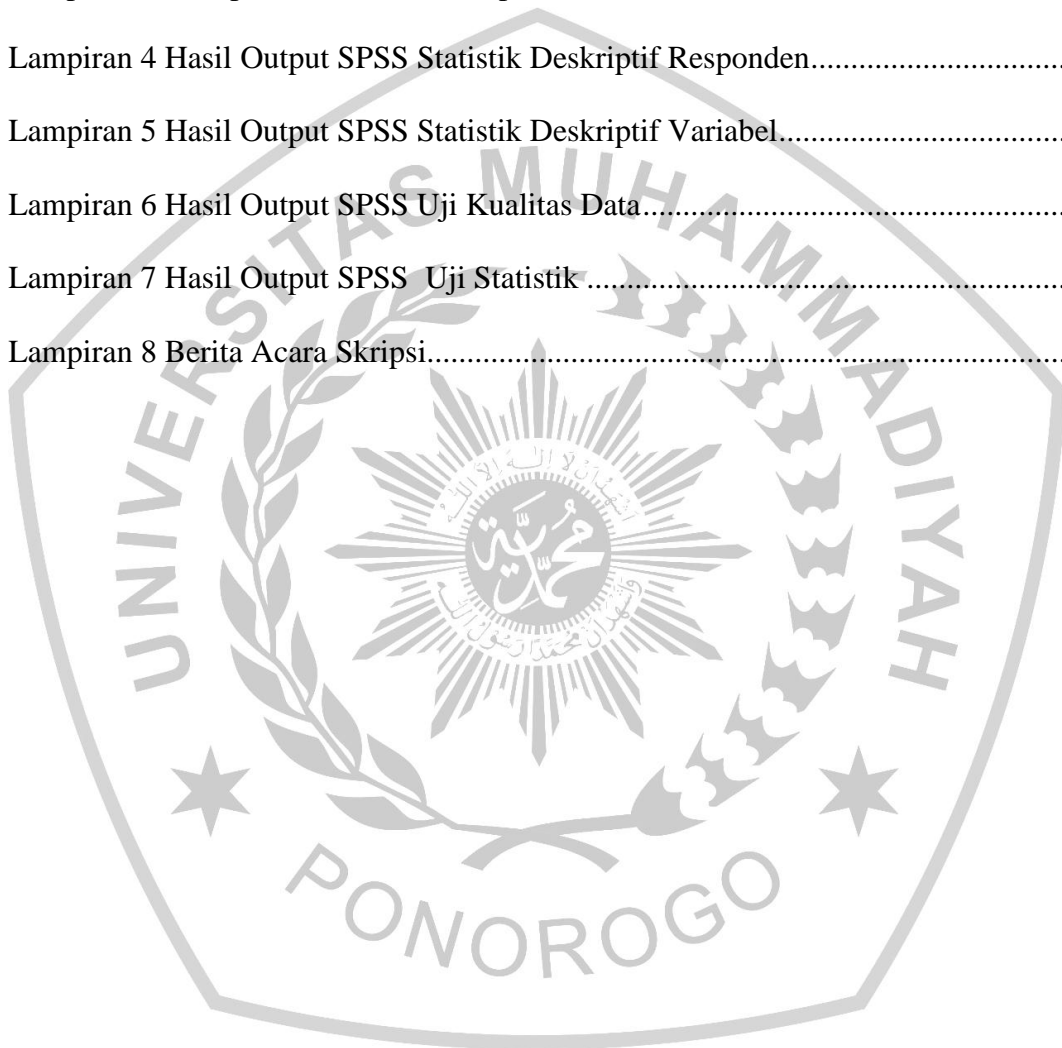 Lampiran 4 Hasil Output SPSS Statistik Deskriptif Responden................................
Lampiran 5 Hasil Output SPSS Statistik Deskriptif Variabel....................................
Lampiran 6 Hasil Output SPSS Uji Kualitas Data.....................................................
Lampiran 7 Hasil Output SPSS  Uji Statistik ............................................................
Lampiran 8 Berita Acara Skripsi................................................................................
UNIVERSITAS MUHAMMADIYAH
محمدية
PONOROGO